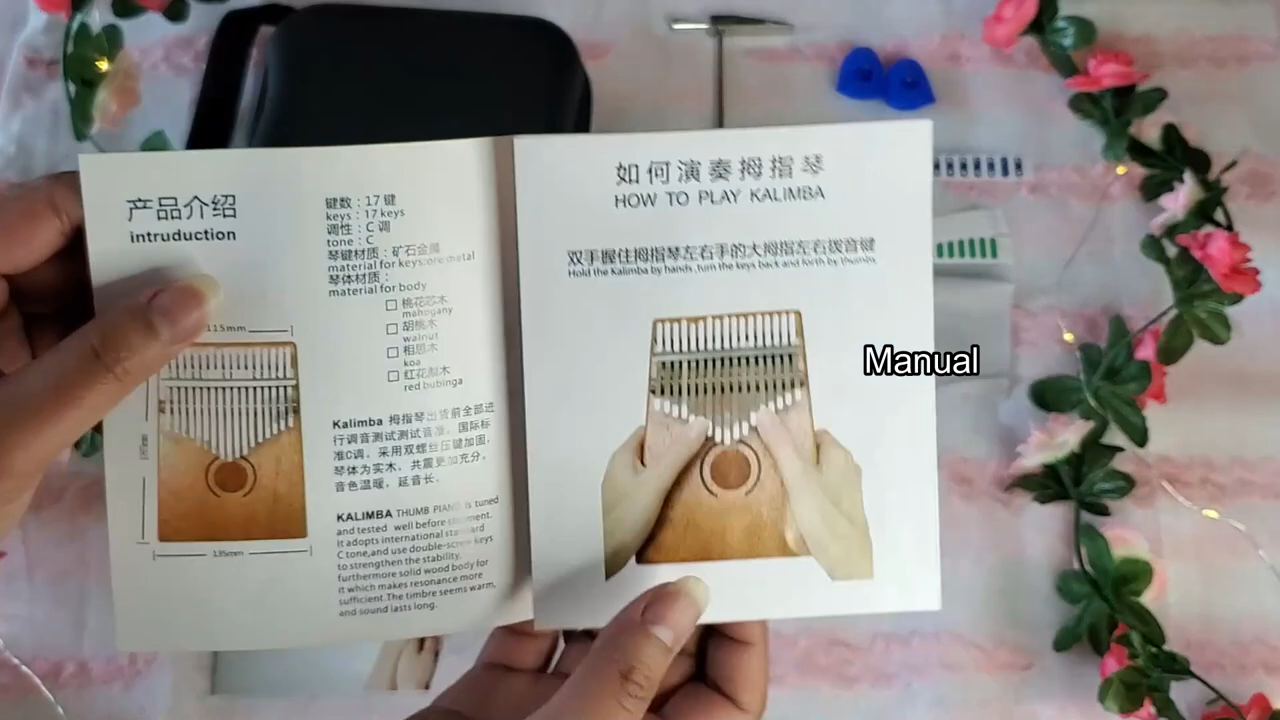 产品介绍
intruduction
115mm
135mm
键数：17 键
keys : 17 keys
调性：C 调
tone : C
琴键材质：矿石金属
material for keys:ore metal
琴体材质：
material for body
□ 桃花芯木
mahogany
□ 胡桃木
walnut
□ 相思木
koa
□ 红花梨木
red bubinga
Kalimba 拇指琴出货前全部进
行调音测试测试音准，国际标
准C调，采用双螺丝压键加固，
琴体为实木，共震更加充分，
音色温暖，延音长.
KALIMBA THUMB PIANO is tuned
and tested well before shipment.
It adopts international standard
C tone,and use double-screw keys
to strengthen the stability.
furthermore solid wood body for
it which makes resonance more
sufficient.The timbre seems warm,
and sound lasts long.
如何演奏拇指琴
HOW TO PLAY KALIMBA
双手握住拇指琴左右手的大拇指左右拨音键
Hold the Kalimba by hands ,turn the keys back and forth by thumbs
Manual